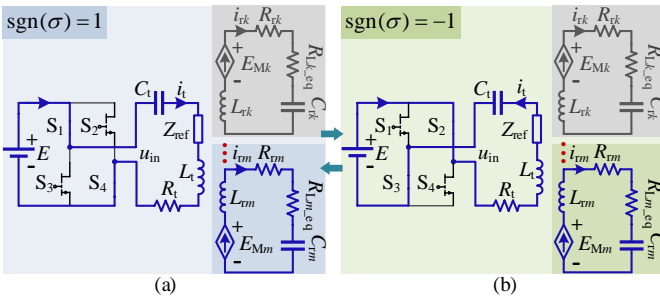 sgn(σ) = 1
i_rk R_rk
E_Mk
R_Lk_eq
L_rk
C_rk
C_t i_t
S_1 S_2
Z_ref
E
u_in
S_3 S_4
L_t
R_t
i_rm R_rm
L_rm
R_Lm_eq
E_Mm
C_rm
(a)
sgn(σ) = −1
i_rk R_rk
E_Mk
R_Lk_eq
L_rk
C_rk
C_t i_t
S_1 S_2
Z_ref
E
u_in
S_3 S_4
L_t
R_t
i_rm R_rm
L_rm
R_Lm_eq
E_Mm
C_rm
(b)